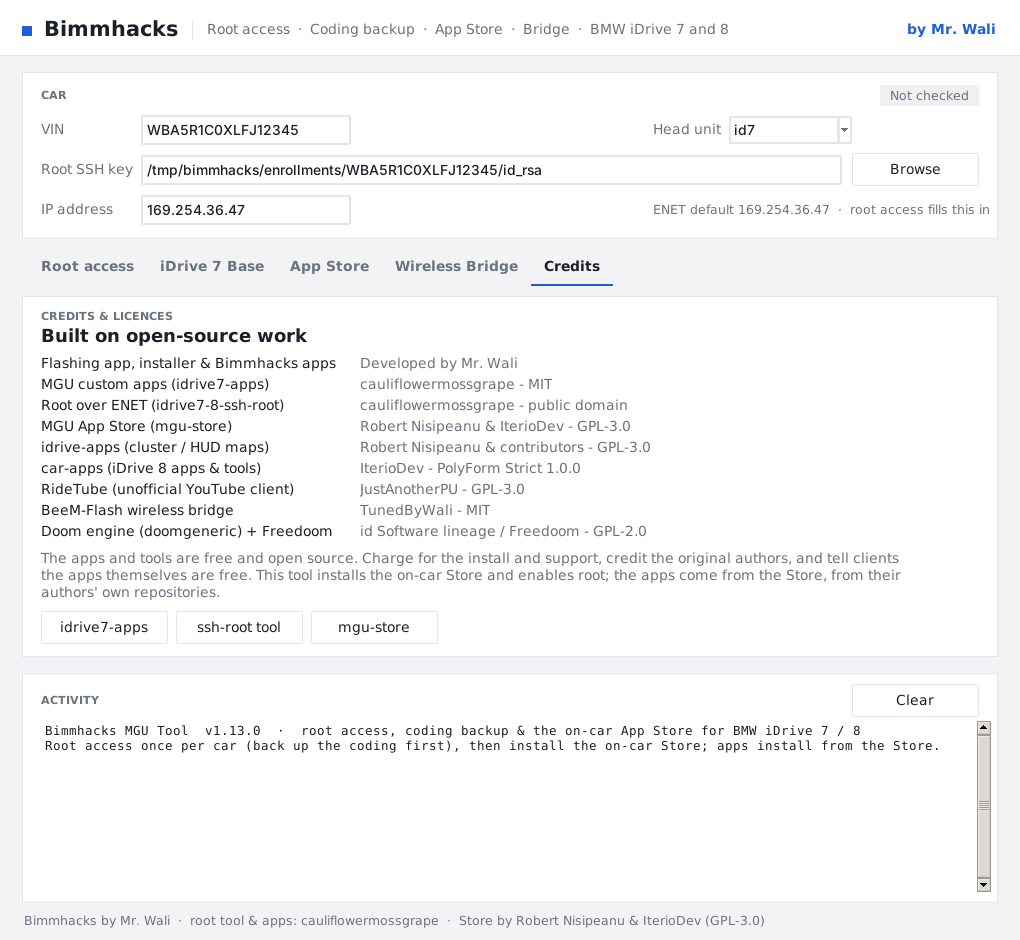 Bimmhacks
Root access · Coding backup · App Store · Bridge · BMW iDrive 7 and 8
by Mr. Wali
CAR
Not checked
VIN
WBA5R1C0XLFJ12345
Head unit
id7
Root SSH key
/tmp/bimmhacks/enrollments/WBA5R1C0XLFJ12345/id_rsa
Browse
IP address
169.254.36.47
ENET default 169.254.36.47 · root access fills this in
Root access
iDrive 7 Base
App Store
Wireless Bridge
Credits
CREDITS & LICENCES
Built on open-source work
Flashing app, installer & Bimmhacks apps Developed by Mr. Wali
MGU custom apps (idrive7-apps) cauliflowermossgrape - MIT
Root over ENET (idrive7-8-ssh-root) cauliflowermossgrape - public domain
MGU App Store (mgu-store) Robert Nisipeanu & IterioDev - GPL-3.0
idrive-apps (cluster / HUD maps) Robert Nisipeanu & contributors - GPL-3.0
car-apps (iDrive 8 apps & tools) IterioDev - PolyForm Strict 1.0.0
RideTube (unofficial YouTube client) JustAnotherPU - GPL-3.0
BeeM-Flash wireless bridge TunedByWali - MIT
Doom engine (doomgeneric) + Freedoom id Software lineage / Freedoom - GPL-2.0
The apps and tools are free and open source. Charge for the install and support, credit the original authors, and tell clients
the apps themselves are free. This tool installs the on-car Store and enables root; the apps come from the Store, from their
authors' own repositories.
idrive7-apps
ssh-root tool
mgu-store
ACTIVITY
Clear
Bimmhacks MGU Tool v1.13.0 · root access, coding backup & the on-car App Store for BMW iDrive 7 / 8
Root access once per car (back up the coding first), then install the on-car Store; apps install from the Store.
Bimmhacks by Mr. Wali · root tool & apps: cauliflowermossgrape · Store by Robert Nisipeanu & IterioDev (GPL-3.0)